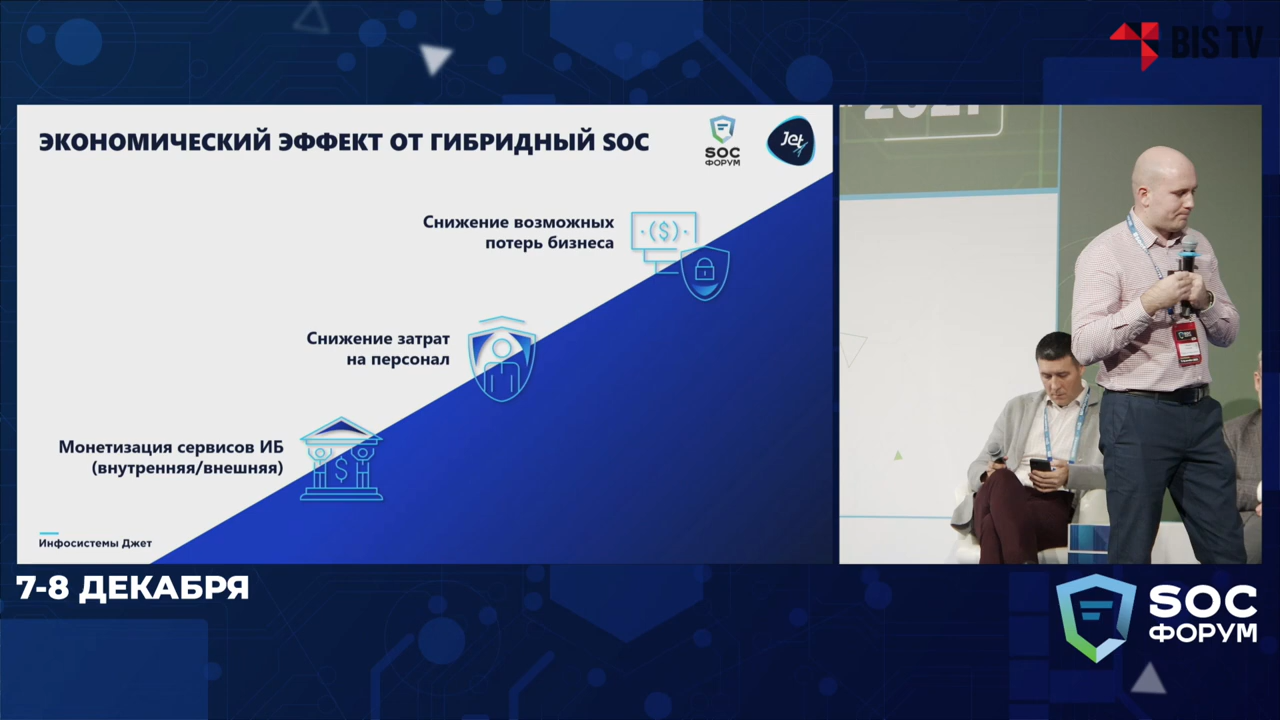 BIS TV
ЭКОНОМИЧЕСКИЙ ЭФФЕКТ ОТ ГИБРИДНЫЙ SOC
SOC
ФОРУМ
Jet
2021
Снижение возможных
потерь бизнеса
Снижение затрат
на персонал
Монетизация сервисов ИБ
(внутренняя/внешняя)
Инфосистемы Джет
7-8 ДЕКАБРЯ
SOC
ФОРУМ